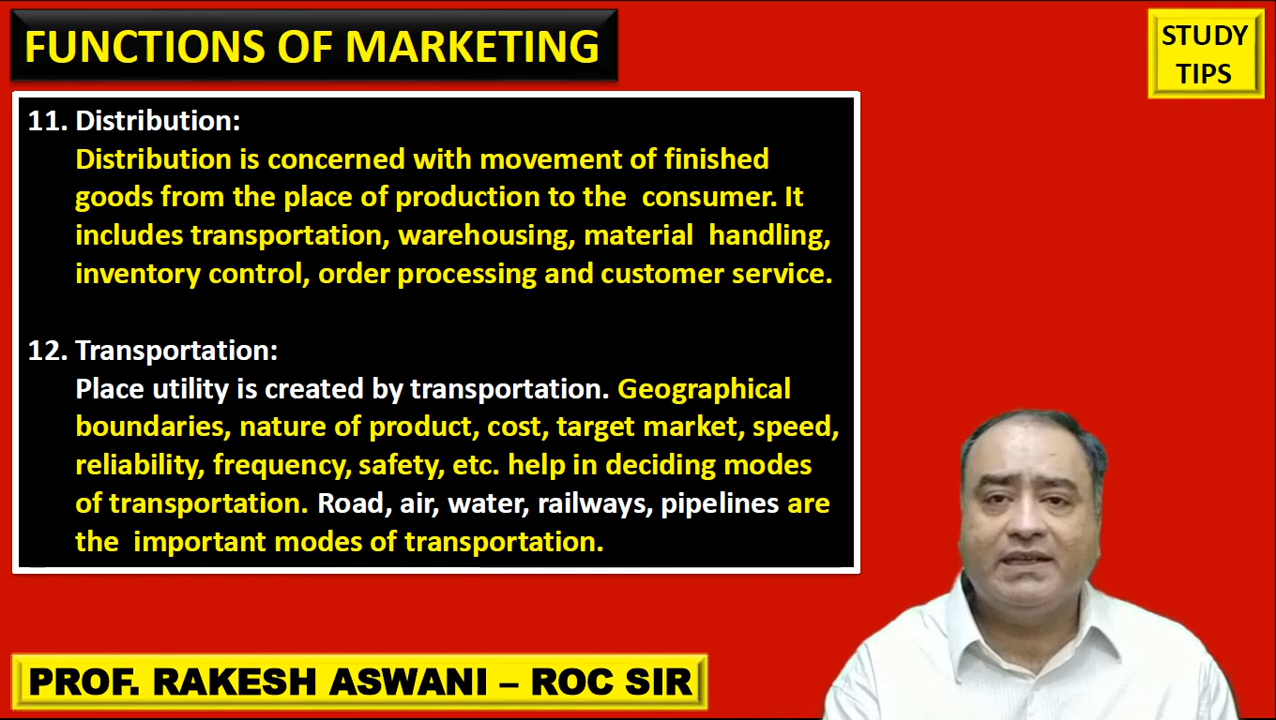 FUNCTIONS OF MARKETING
STUDY
TIPS
11. Distribution:
Distribution is concerned with movement of finished
goods from the place of production to the consumer. It
includes transportation, warehousing, material handling,
inventory control, order processing and customer service.
12. Transportation:
Place utility is created by transportation. Geographical
boundaries, nature of product, cost, target market, speed,
reliability, frequency, safety, etc. help in deciding modes
of transportation. Road, air, water, railways, pipelines are
the important modes of transportation.
PROF. RAKESH ASWANI – ROC SIR